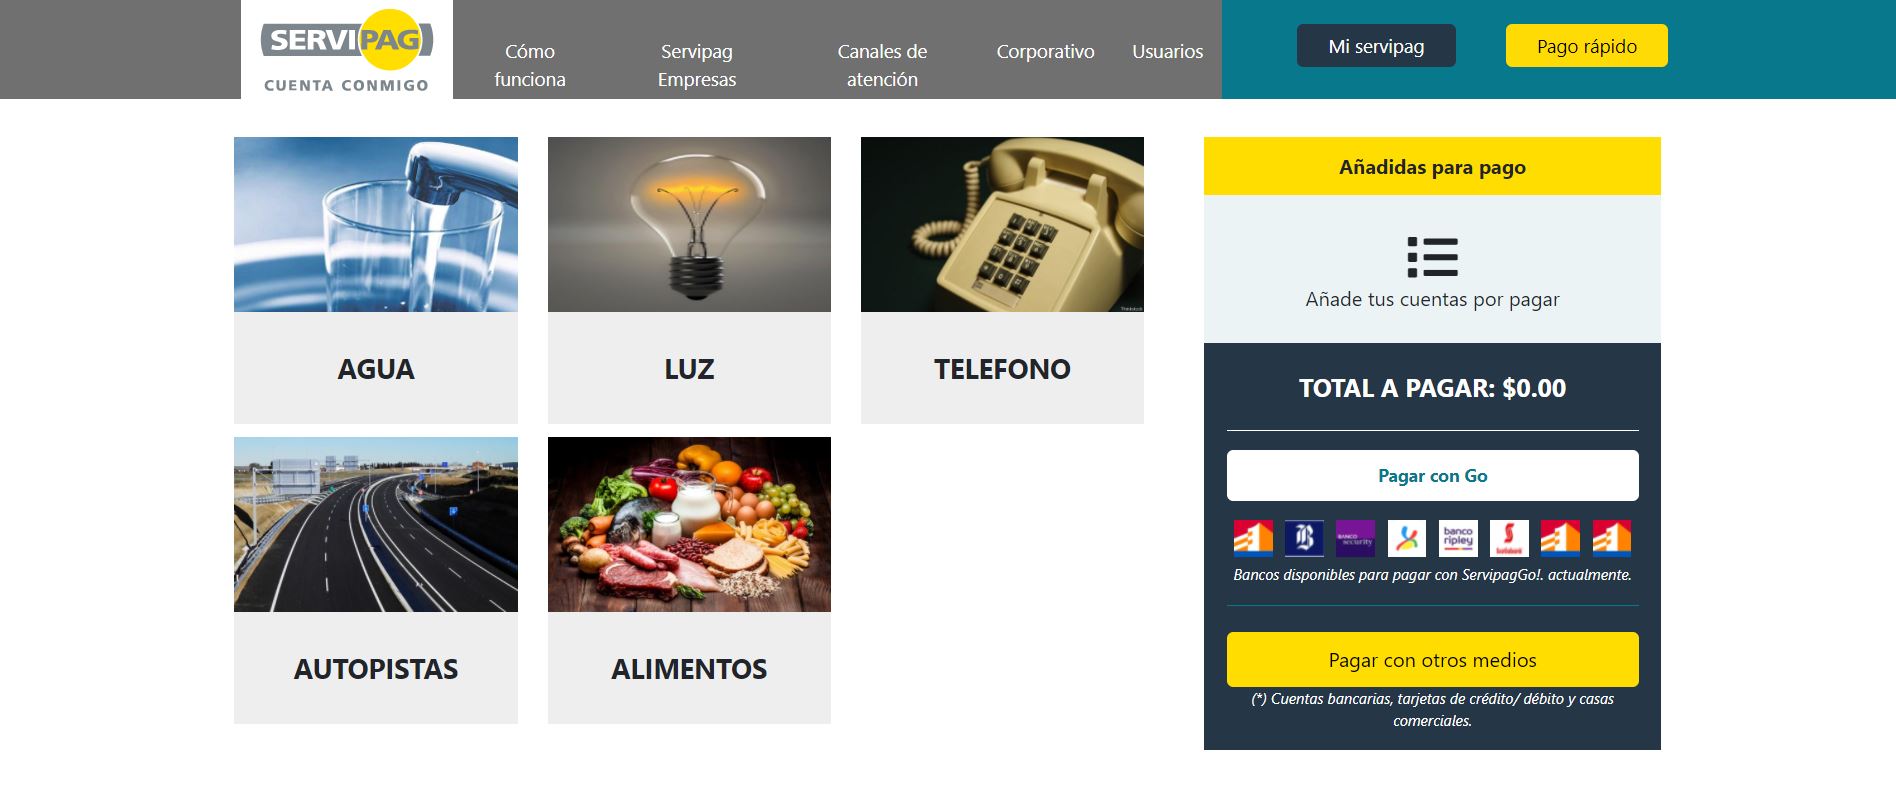 SERVIPAG
CUENTA CONMIGO
Cómo
funciona
Servipag
Empresas
Canales de
atención
Corporativo
Usuarios
Mi servipag
Pago rápido
AGUA
LUZ
TELEFONO
AUTOPISTAS
ALIMENTOS
Añadidas para pago
Añade tus cuentas por pagar
TOTAL A PAGAR: $0.00
Pagar con Go
B
BANCO
security
banco
ripley
Scotiabank
Bancos disponibles para pagar con ServipagGo!. actualmente.
Pagar con otros medios
(*) Cuentas bancarias, tarjetas de crédito/ débito y casas
comerciales.